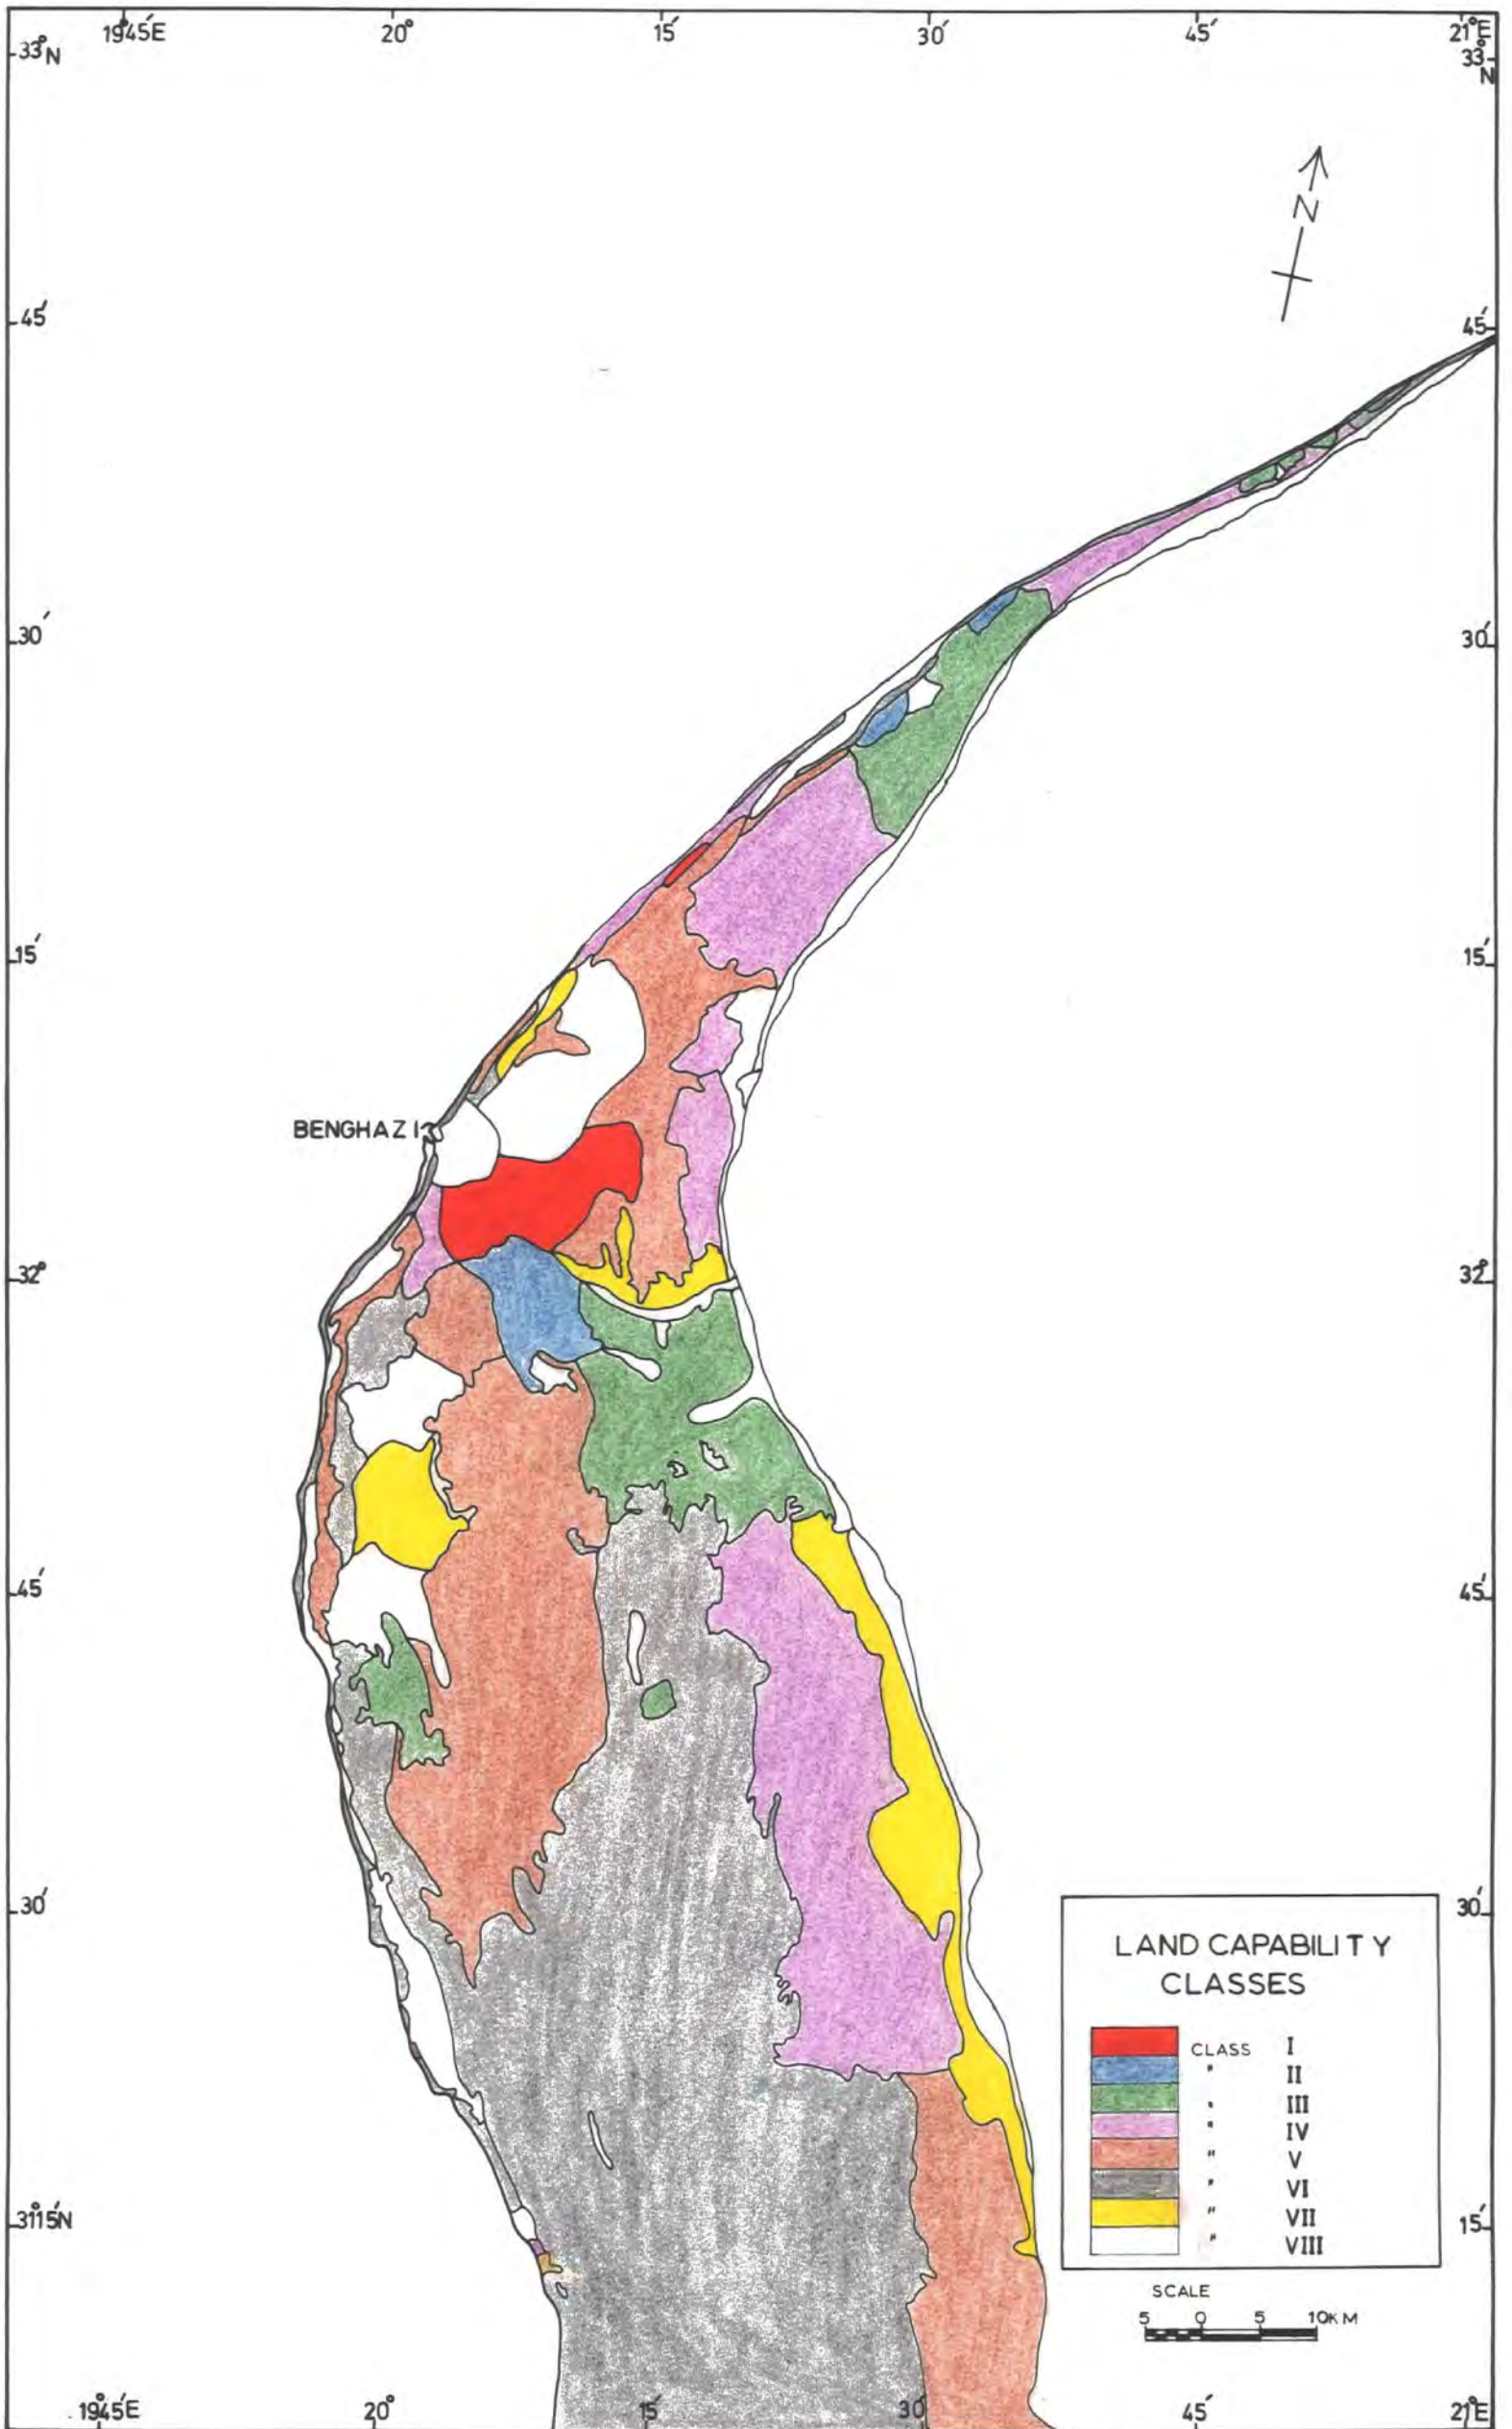 19°45'E 20° 15' 30' 45' 21°E
33°N 33° N
N
45' 45'
30' 30'
15' 15'
BENGHAZI
32° 32°
45' 45'
30' 30'
LAND CAPABILITY
CLASSES
CLASS I
" II
" III
" IV
" V
" VI
" VII
" VIII
31°15'N 15'
SCALE
5 0 5 10KM
19°45'E 20° 15' 30' 45' 21°E